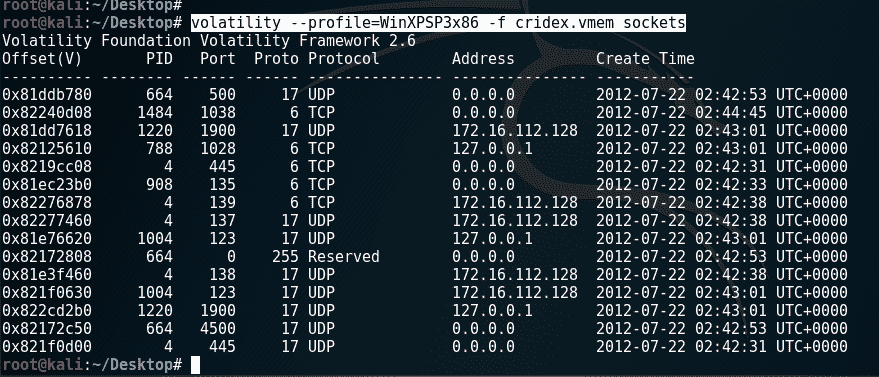 root@kali:~/Desktop#
root@kali:~/Desktop# volatility --profile=WinXPSP3x86 -f cridex.vmem sockets
Volatility Foundation Volatility Framework 2.6
Offset(V)       PID   Port  Proto Protocol        Address         Create Time
---------- -------- ------ ------ --------------- --------------- -----------
0x81ddb780      664    500     17 UDP             0.0.0.0         2012-07-22 02:42:53 UTC+0000
0x82240d08     1484   1038      6 TCP             0.0.0.0         2012-07-22 02:44:45 UTC+0000
0x81dd7618     1220   1900     17 UDP             172.16.112.128  2012-07-22 02:43:01 UTC+0000
0x82125610      788   1028      6 TCP             127.0.0.1       2012-07-22 02:43:01 UTC+0000
0x8219cc08        4    445      6 TCP             0.0.0.0         2012-07-22 02:42:31 UTC+0000
0x81ec23b0      908    135      6 TCP             0.0.0.0         2012-07-22 02:42:33 UTC+0000
0x82276878        4    139      6 TCP             172.16.112.128  2012-07-22 02:42:38 UTC+0000
0x82277460        4    137     17 UDP             172.16.112.128  2012-07-22 02:42:38 UTC+0000
0x81e76620     1004    123     17 UDP             127.0.0.1       2012-07-22 02:43:01 UTC+0000
0x82172808      664      0    255 Reserved        0.0.0.0         2012-07-22 02:42:53 UTC+0000
0x81e3f460        4    138     17 UDP             172.16.112.128  2012-07-22 02:42:38 UTC+0000
0x821f0630     1004    123     17 UDP             172.16.112.128  2012-07-22 02:43:01 UTC+0000
0x822cd2b0     1220   1900     17 UDP             127.0.0.1       2012-07-22 02:43:01 UTC+0000
0x82172c50      664   4500     17 UDP             0.0.0.0         2012-07-22 02:42:53 UTC+0000
0x821f0d00        4    445     17 UDP             0.0.0.0         2012-07-22 02:42:31 UTC+0000
root@kali:~/Desktop#